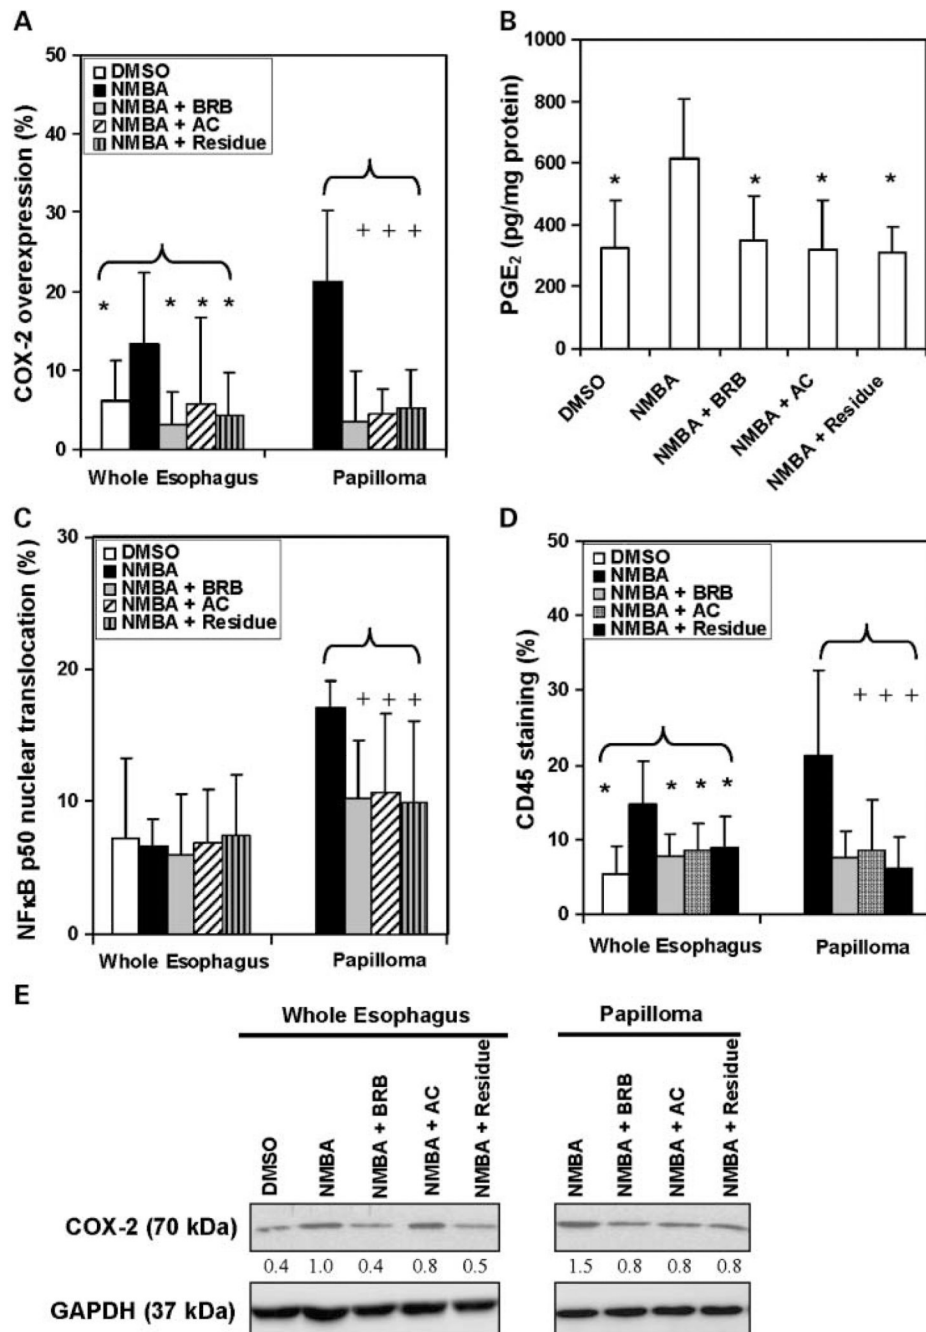 A
COX-2 overexpression (%)
50
40
30
20
10
0
DMSO
NMBA
NMBA + BRB
NMBA + AC
NMBA + Residue
* * * *
+ + +
Whole Esophagus Papilloma
B
PGE₂ (pg/mg protein)
1000
800
600
400
200
0
* * * *
DMSO
NMBA
NMBA + BRB
NMBA + AC
NMBA + Residue
C
NFκB p50 nuclear translocation (%)
30
20
10
0
DMSO
NMBA
NMBA + BRB
NMBA + AC
NMBA + Residue
+ + +
Whole Esophagus Papilloma
D
CD45 staining (%)
50
40
30
20
10
0
DMSO
NMBA
NMBA + BRB
NMBA + AC
NMBA + Residue
* * * *
+ + +
Whole Esophagus Papilloma
E
Whole Esophagus Papilloma
DMSO
NMBA
NMBA + BRB
NMBA + AC
NMBA + Residue
NMBA
NMBA + BRB
NMBA + AC
NMBA + Residue
COX-2 (70 kDa)
0.4 1.0 0.4 0.8 0.5 1.5 0.8 0.8 0.8
GAPDH (37 kDa)